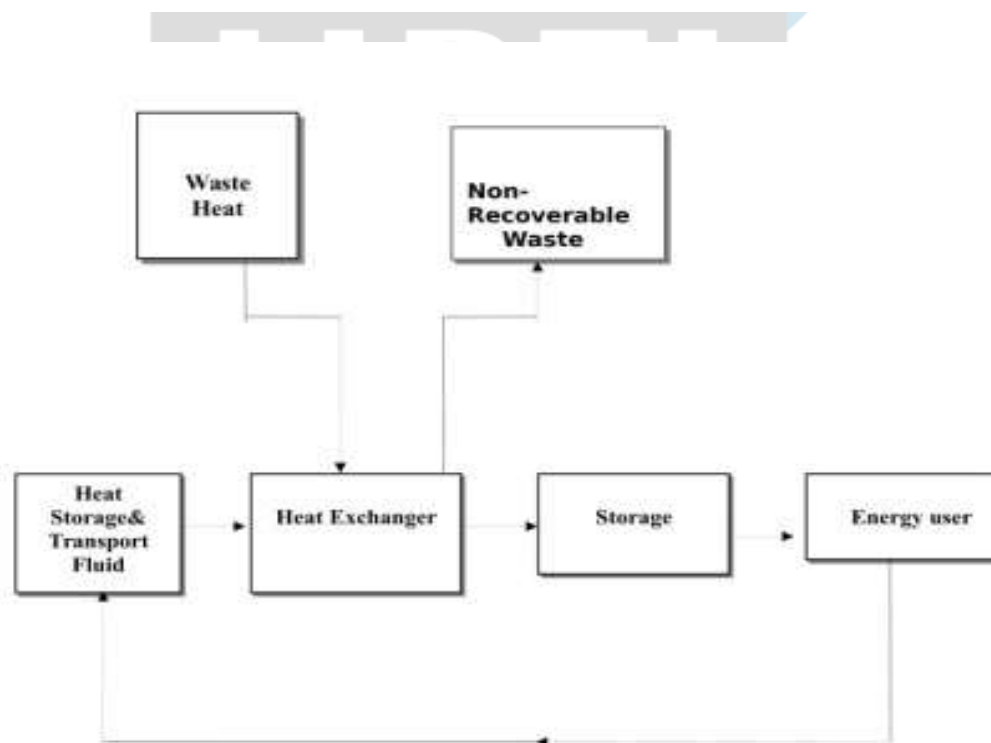 Waste
Heat
Non-
Recoverable
Waste
Heat
Storage&
Transport
Fluid
Heat Exchanger
Storage
Energy user